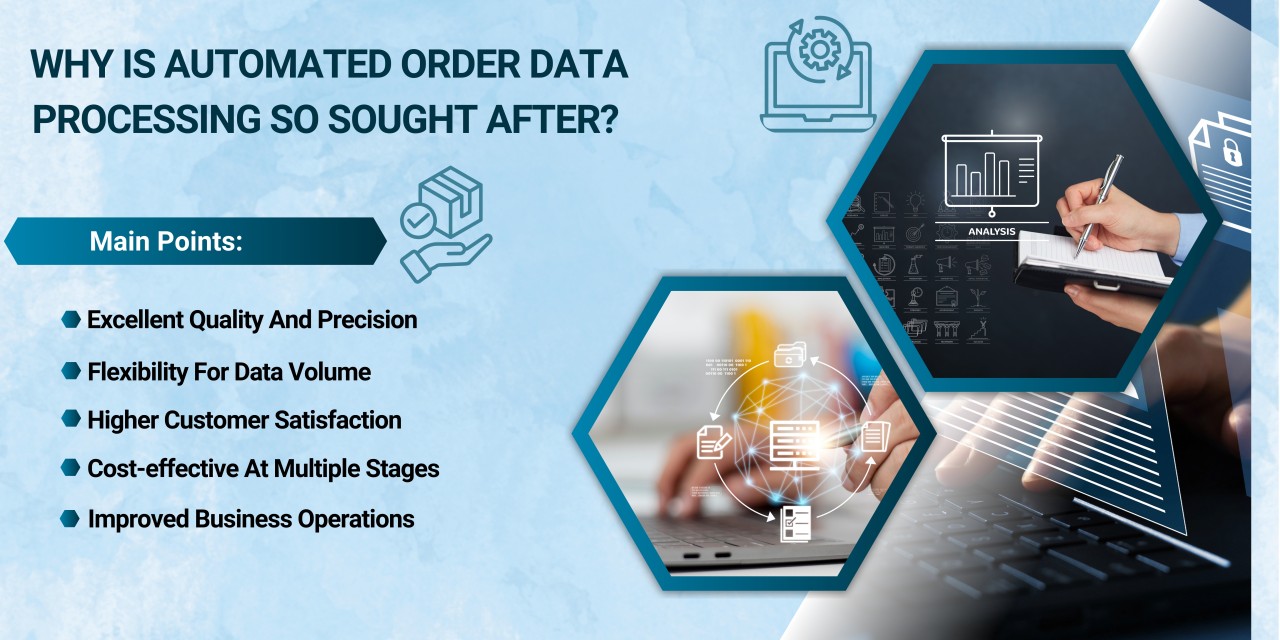 WHY IS AUTOMATED ORDER DATA
PROCESSING SO SOUGHT AFTER?
Main Points:
Excellent Quality And Precision
Flexibility For Data Volume
Higher Customer Satisfaction
Cost-effective At Multiple Stages
Improved Business Operations
ANALYSIS